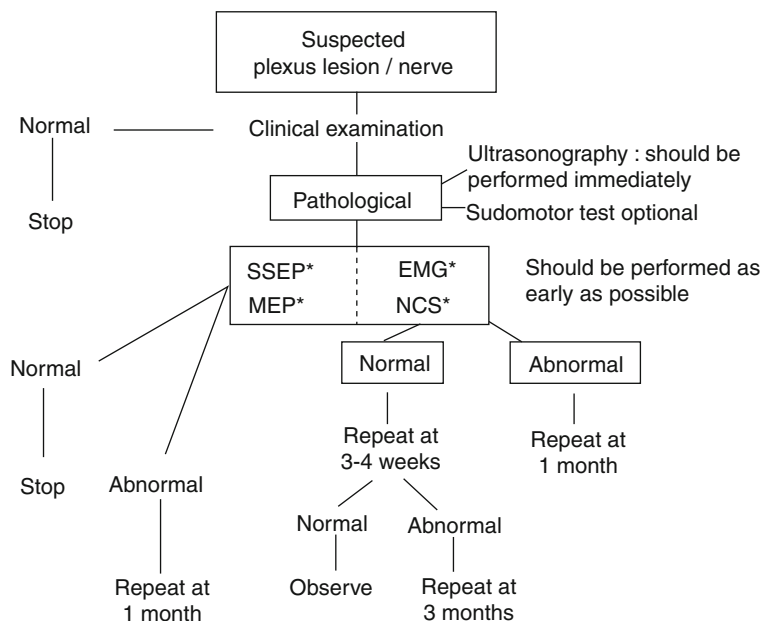 Suspected
plexus lesion / nerve
Normal
Clinical examination
Ultrasonography : should be
performed immediately
Pathological
Sudomotor test optional
Stop
SSEP*
EMG*
MEP*
NCS*
Should be performed as
early as possible
Normal
Normal
Abnormal
Repeat at
3-4 weeks
Repeat at
1 month
Stop
Abnormal
Normal
Abnormal
Repeat at
1 month
Observe
Repeat at
3 months